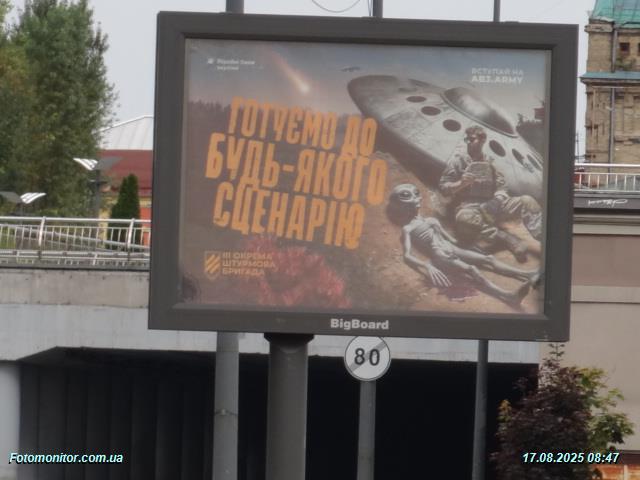 ВСТУПАЙ НА
AB3.ARMY
ГОТУЄМО ДО
БУДЬ-ЯКОГО
СЦЕНАРІЮ
ІІІ ОКРЕМА
ШТУРМОВА
БРИГАДА
BigBoard
80
Fotomonitor.com.ua
17.08.2025 08:47